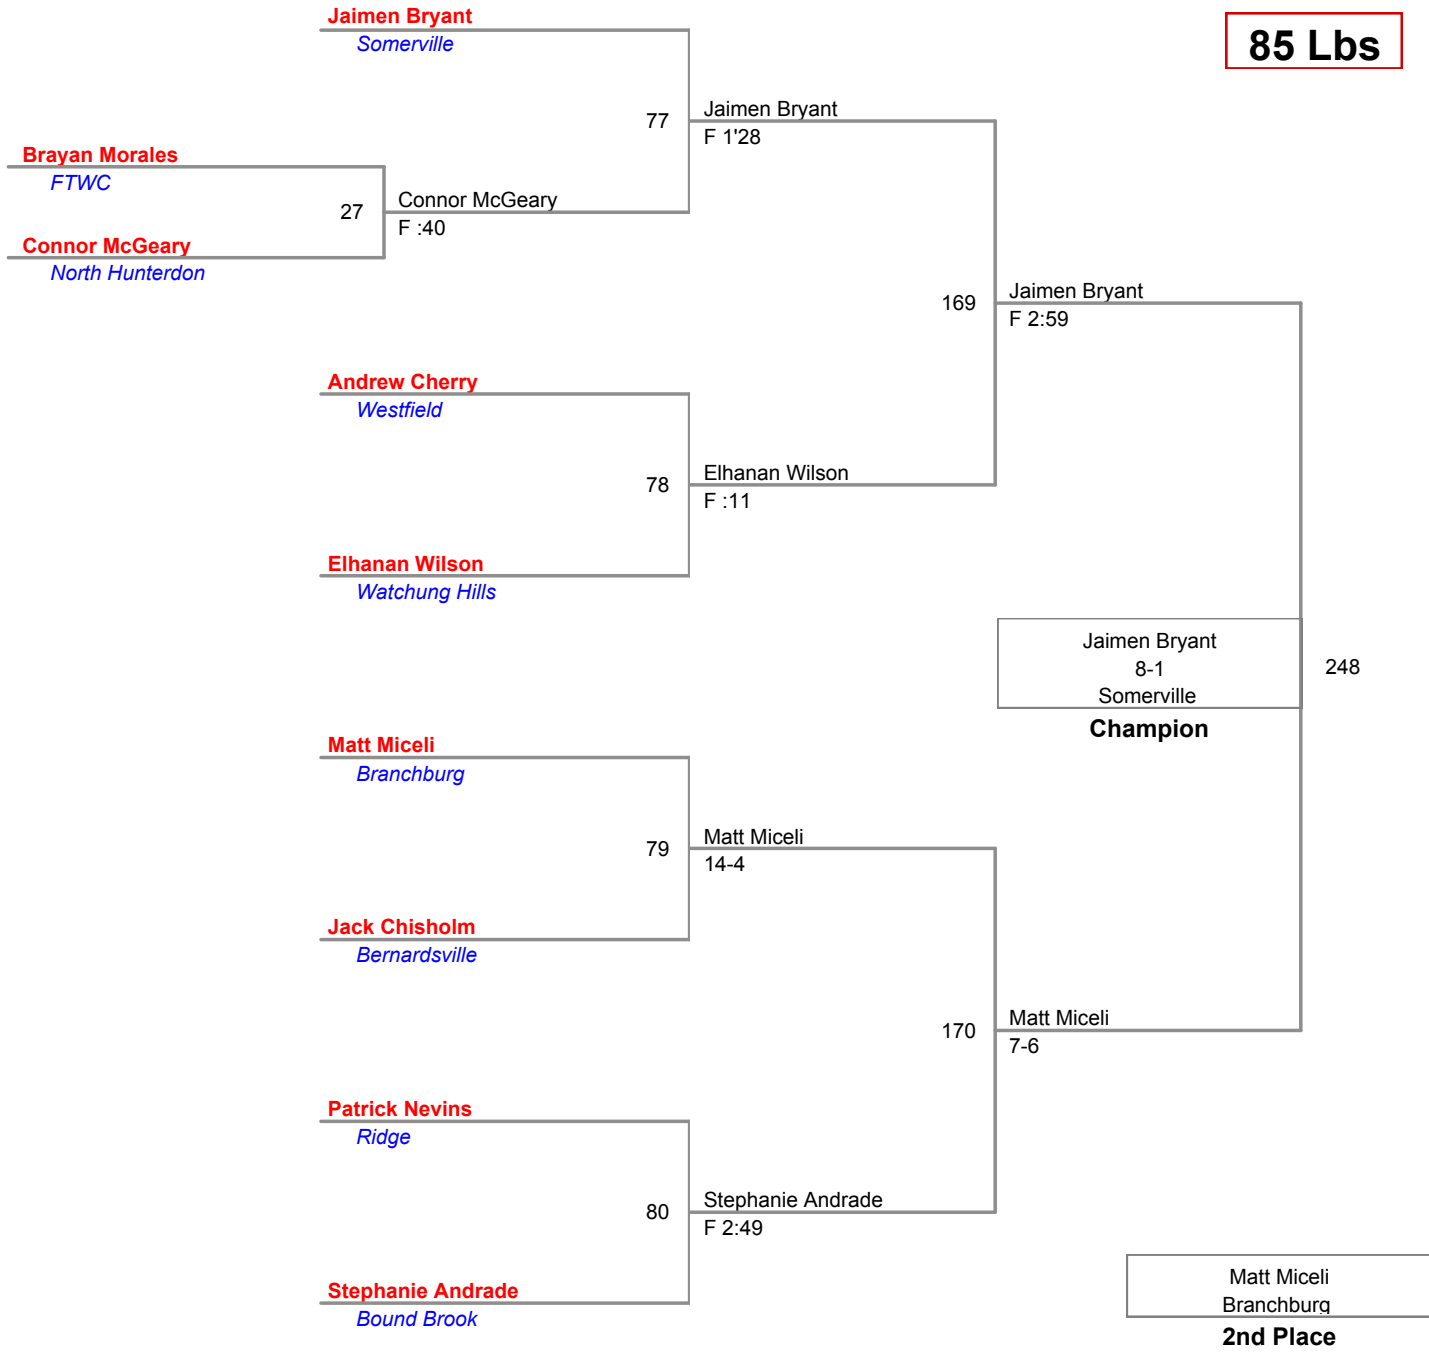 Jaimen Bryant
Somerville
85 Lbs
77
Jaimen Bryant
F 1'28
Brayan Morales
FTWC
27
Connor McGeary
F :40
Connor McGeary
North Hunterdon
169
Jaimen Bryant
F 2:59
Andrew Cherry
Westfield
78
Elhanan Wilson
F :11
Elhanan Wilson
Watchung Hills
Jaimen Bryant
8-1
Somerville
248
Champion
Matt Miceli
Branchburg
79
Matt Miceli
14-4
Jack Chisholm
Bernardsville
170
Matt Miceli
7-6
Patrick Nevins
Ridge
80
Stephanie Andrade
F 2:49
Stephanie Andrade
Bound Brook
Matt Miceli
Branchburg
2nd Place